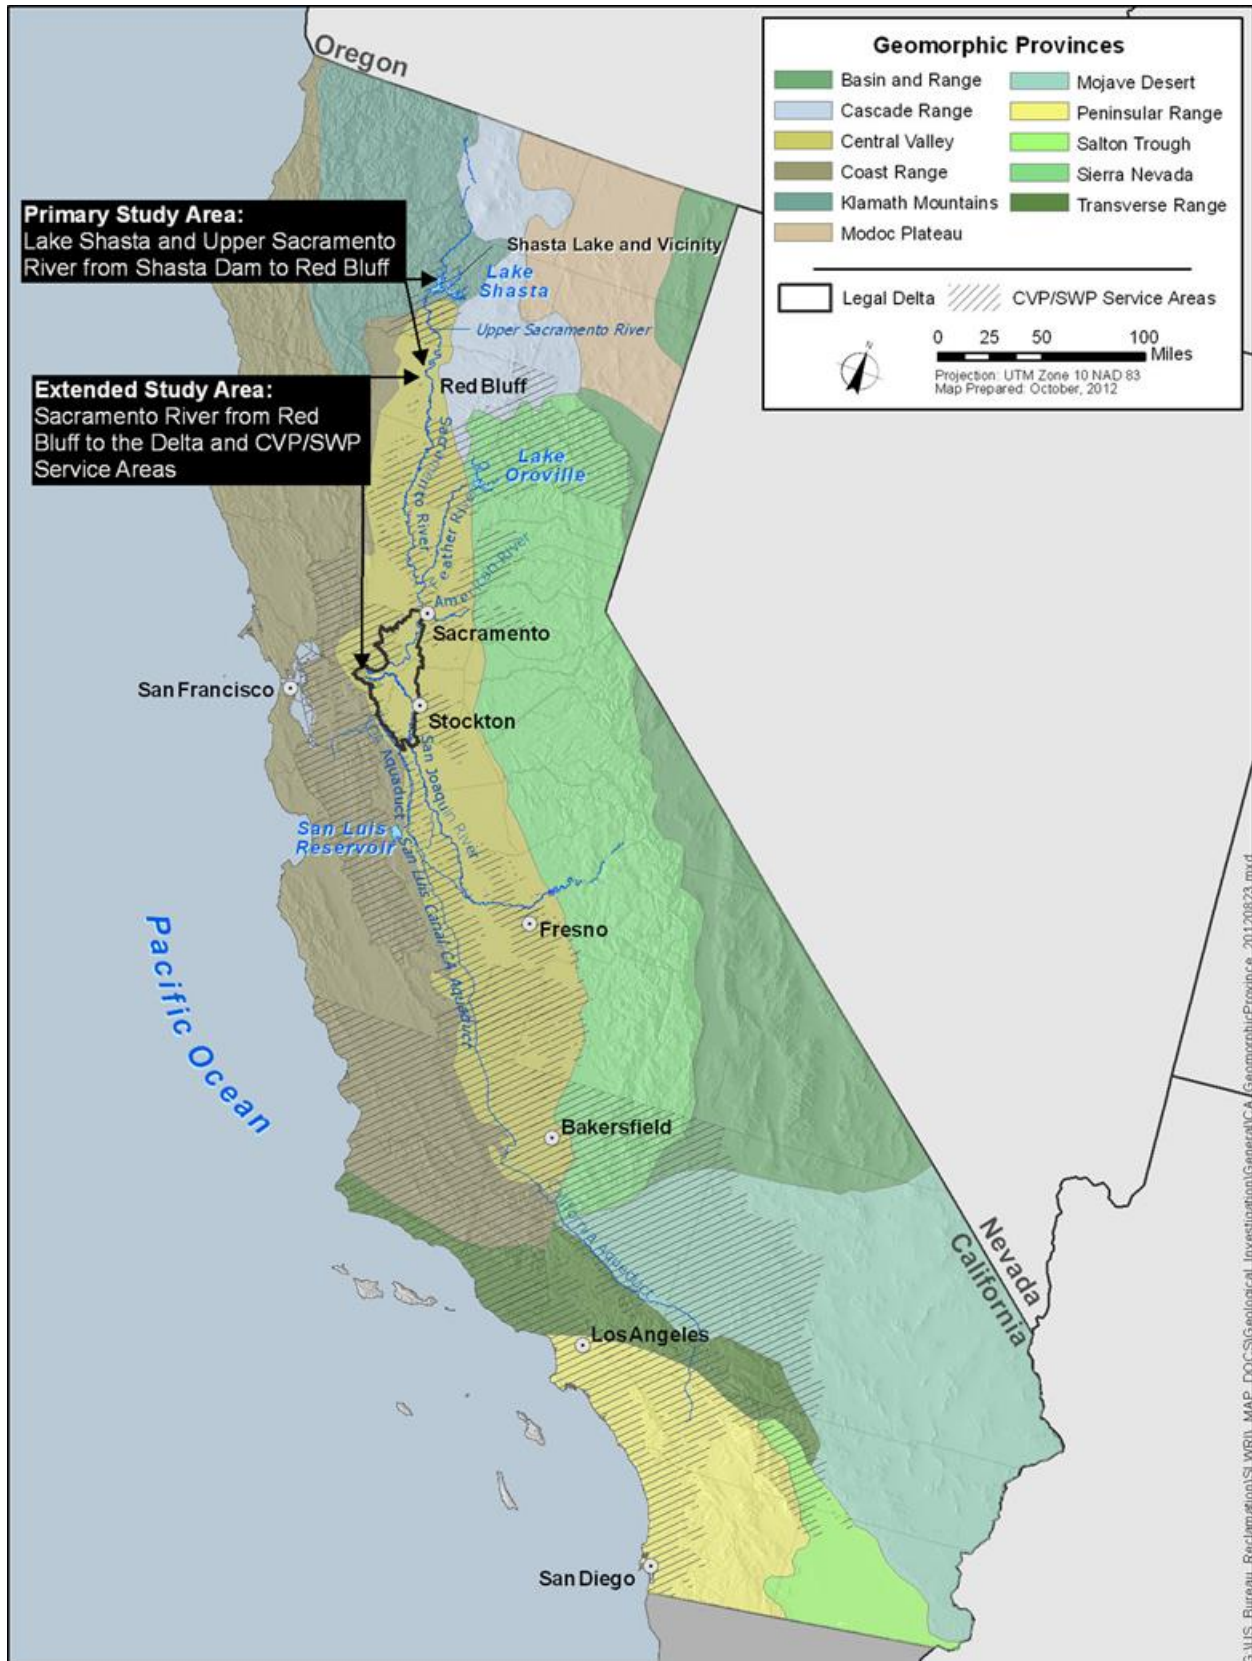 Oregon
Geomorphic Provinces
Basin and Range
Cascade Range
Central Valley
Coast Range
Klamath Mountains
Modoc Plateau
Mojave Desert
Peninsular Range
Salton Trough
Sierra Nevada
Transverse Range
Legal Delta
CVP/SWP Service Areas
0 25 50 100
Miles
N
Projection: UTM Zone 10 NAD 83
Map Prepared: October, 2012
Primary Study Area:
Lake Shasta and Upper Sacramento
River from Shasta Dam to Red Bluff
Shasta Lake and Vicinity
Lake
Shasta
Upper Sacramento River
Extended Study Area:
Sacramento River from Red
Bluff to the Delta and CVP/SWP
Service Areas
Red Bluff
Sacramento River
Lake
Oroville
eather River
American River
Sacramento
San Francisco
Stockton
Aquaduct
San Joaquin River
San Luis
Reservoir
San Luis Canal CA Aquaduct
Fresno
Pacific Ocean
Bakersfield
Aqueduct
Nevada
California
Los Angeles
San Diego